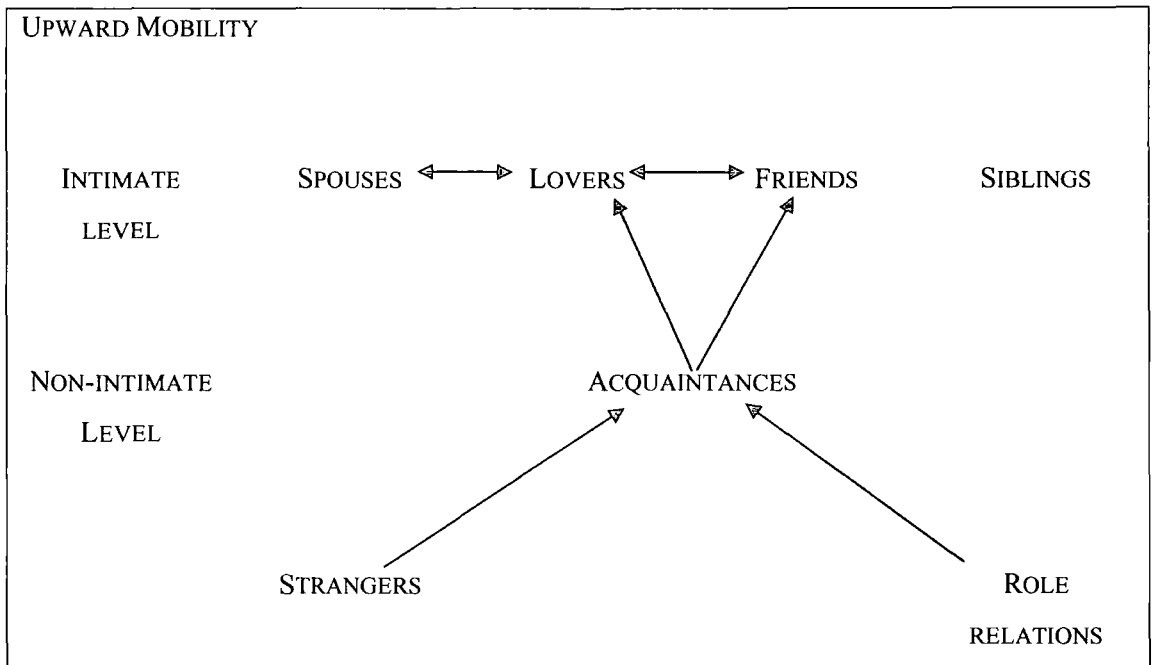 UPWARD MOBILITY
INTIMATE SPOUSES LOVERS FRIENDS SIBLINGS
LEVEL
NON-INTIMATE ACQUAINTANCES
LEVEL
STRANGERS ROLE
RELATIONS